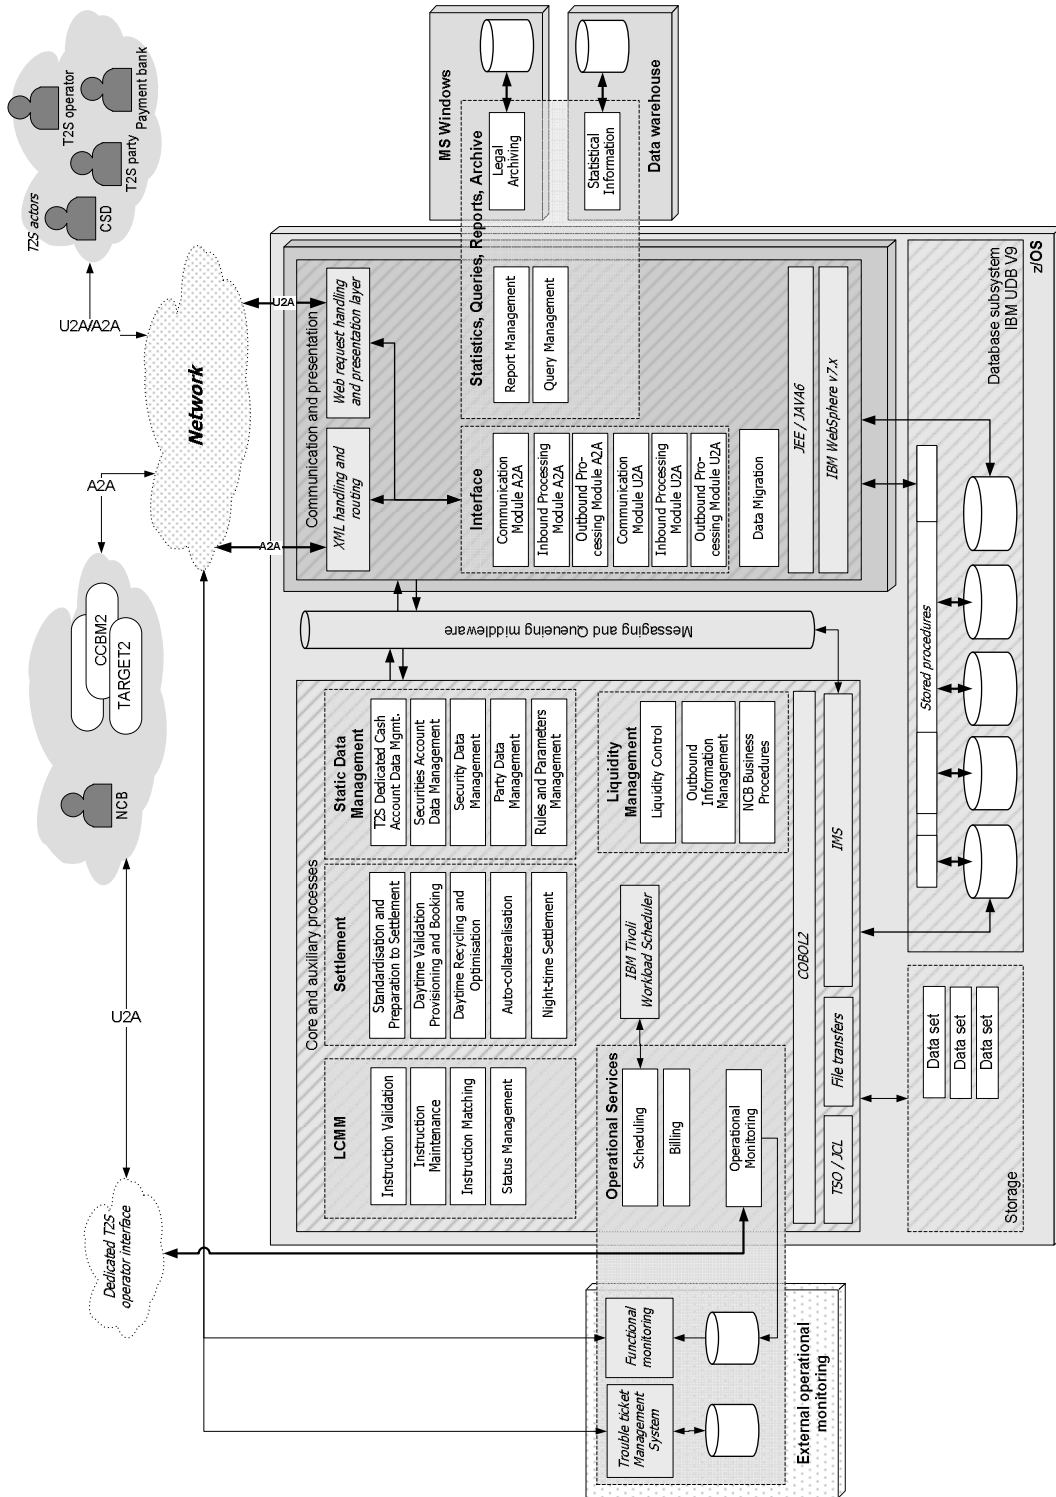 T2S actors
T2S operator
Payment bank
T2S party
CSD
U2A/A2A
Network
A2A
CCBM2
TARGET2
NCB
U2A
Dedicated T2S
operator interface
U2A
A2A
MS Windows
Legal
Archiving
Statistical
Information
Data warehouse
Statistics, Queries, Reports, Archive
Report Management
Query Management
Communication and presentation
Web request handling
and presentation layer
XML handling and
routing
Interface
Communication
Module A2A
Inbound Processing
Module A2A
Outbound Pro-
cessing Module A2A
Communication
Module U2A
Inbound Processing
Module U2A
Outbound Pro-
cessing Module U2A
Data Migration
JEE / JAVA6
IBM WebSphere v7.x
Messaging and Queueing middleware
Core and auxiliary processes
Static Data
Management
T2S Dedicated Cash
Account Data Mgmt.
Securities Account
Data Management
Security Data
Management
Party Data
Management
Rules and Parameters
Management
Settlement
Standardisation and
Preparation to Settlement
Daytime Validation
Provisioning and Booking
Daytime Recycling and
Optimisation
Auto-collateralisation
Night-time Settlement
LCMM
Instruction Validation
Instruction
Maintenance
Instruction Matching
Status Management
Liquidity
Management
Liquidity Control
Outbound
Information
Management
NCB Business
Procedures
IBM Tivoli
Workload Scheduler
Operational Services
Scheduling
Billing
Operational
Monitoring
COBOL2
IMS
File transfers
TSO / JCL
Database subsystem
IBM UDB V9
z/OS
Stored procedures
Data set
Data set
Data set
Storage
Functional
monitoring
Trouble ticket
Management
System
External operational
monitoring